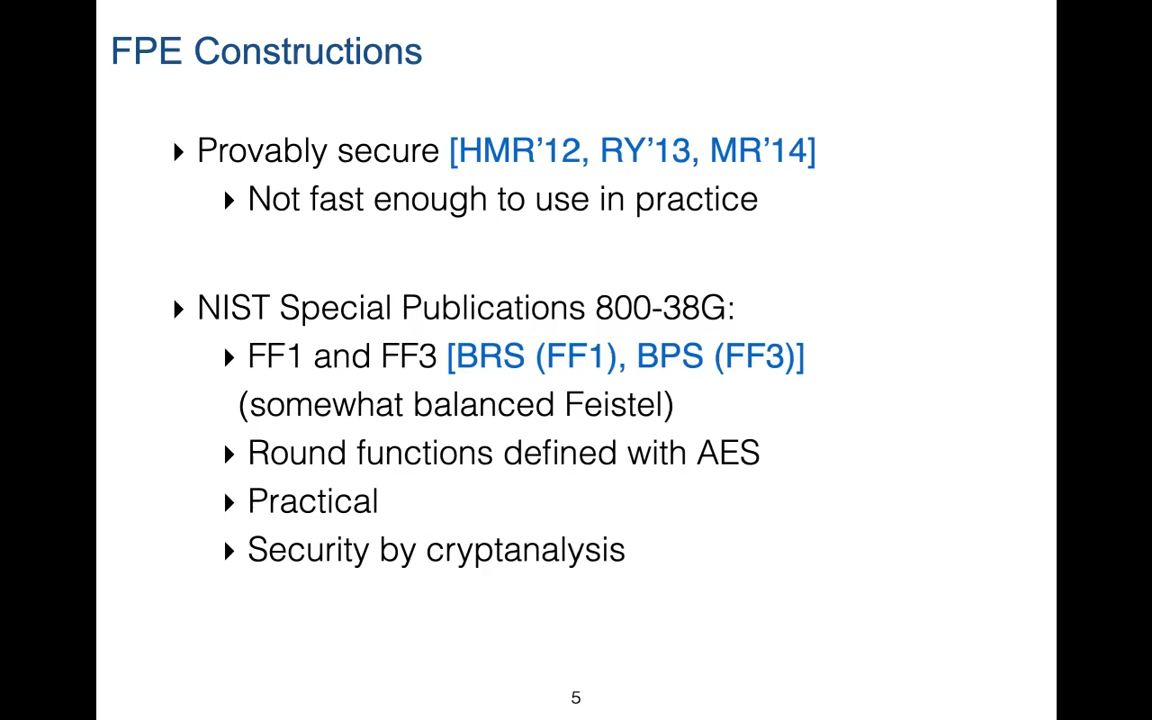 FPE Constructions
‣ Provably secure [HMR’12, RY’13, MR’14]
‣ Not fast enough to use in practice
‣ NIST Special Publications 800-38G:
‣ FF1 and FF3 [BRS (FF1), BPS (FF3)]
(somewhat balanced Feistel)
‣ Round functions defined with AES
‣ Practical
‣ Security by cryptanalysis
5